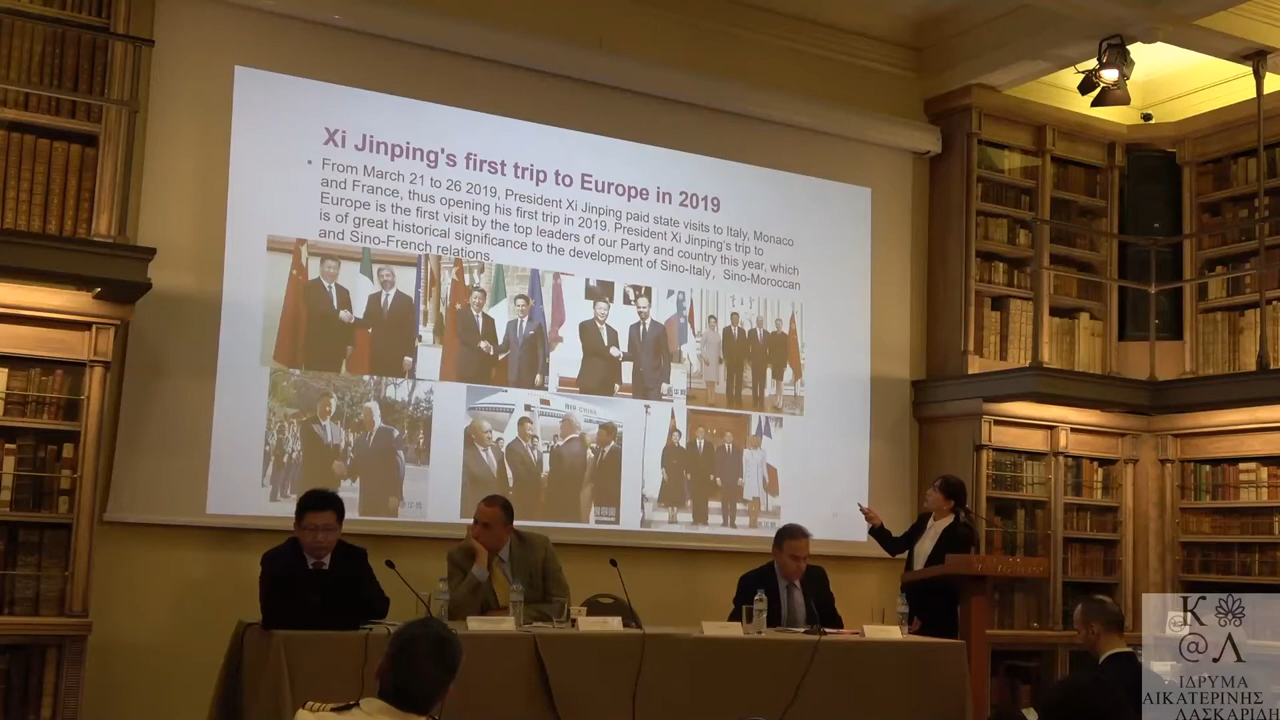 Xi Jinping's first trip to Europe in 2019
• From March 21 to 26 2019, President Xi Jinping paid state visits to Italy, Monaco
and France, thus opening his first trip in 2019. President Xi Jinping's trip to
Europe is the first visit by the top leaders of our Party and country this year, which
is of great historical significance to the development of Sino-Italy, Sino-Moroccan
and Sino-French relations.
AIR CHINA
Κ
@ Λ
ΙΔΡΥΜΑ
ΑΙΚΑΤΕΡΙΝΗΣ
ΛΑΣΚΑΡΙΔΗ